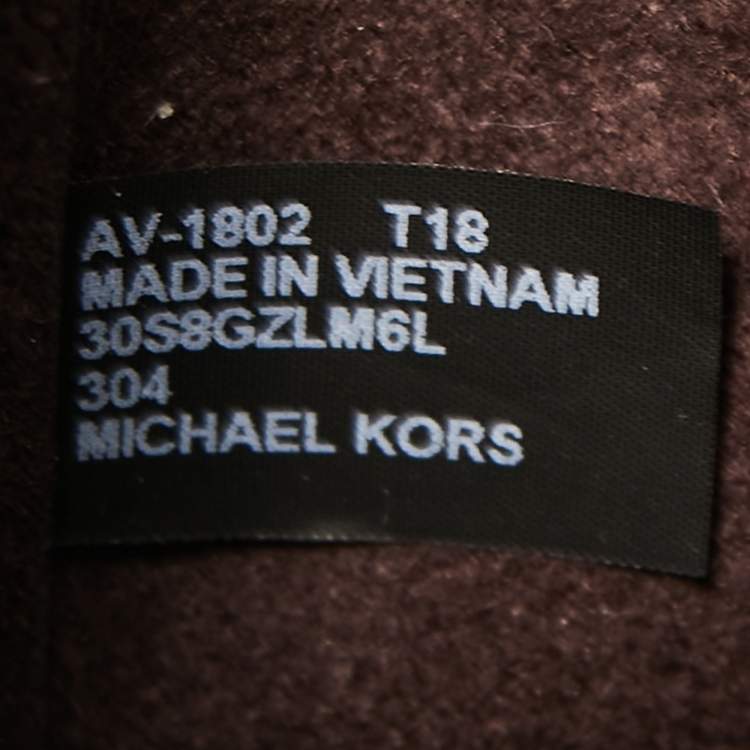 AV-1802 T18
MADE IN VIETNAM
30S8GZLM6L
304
MICHAEL KORS